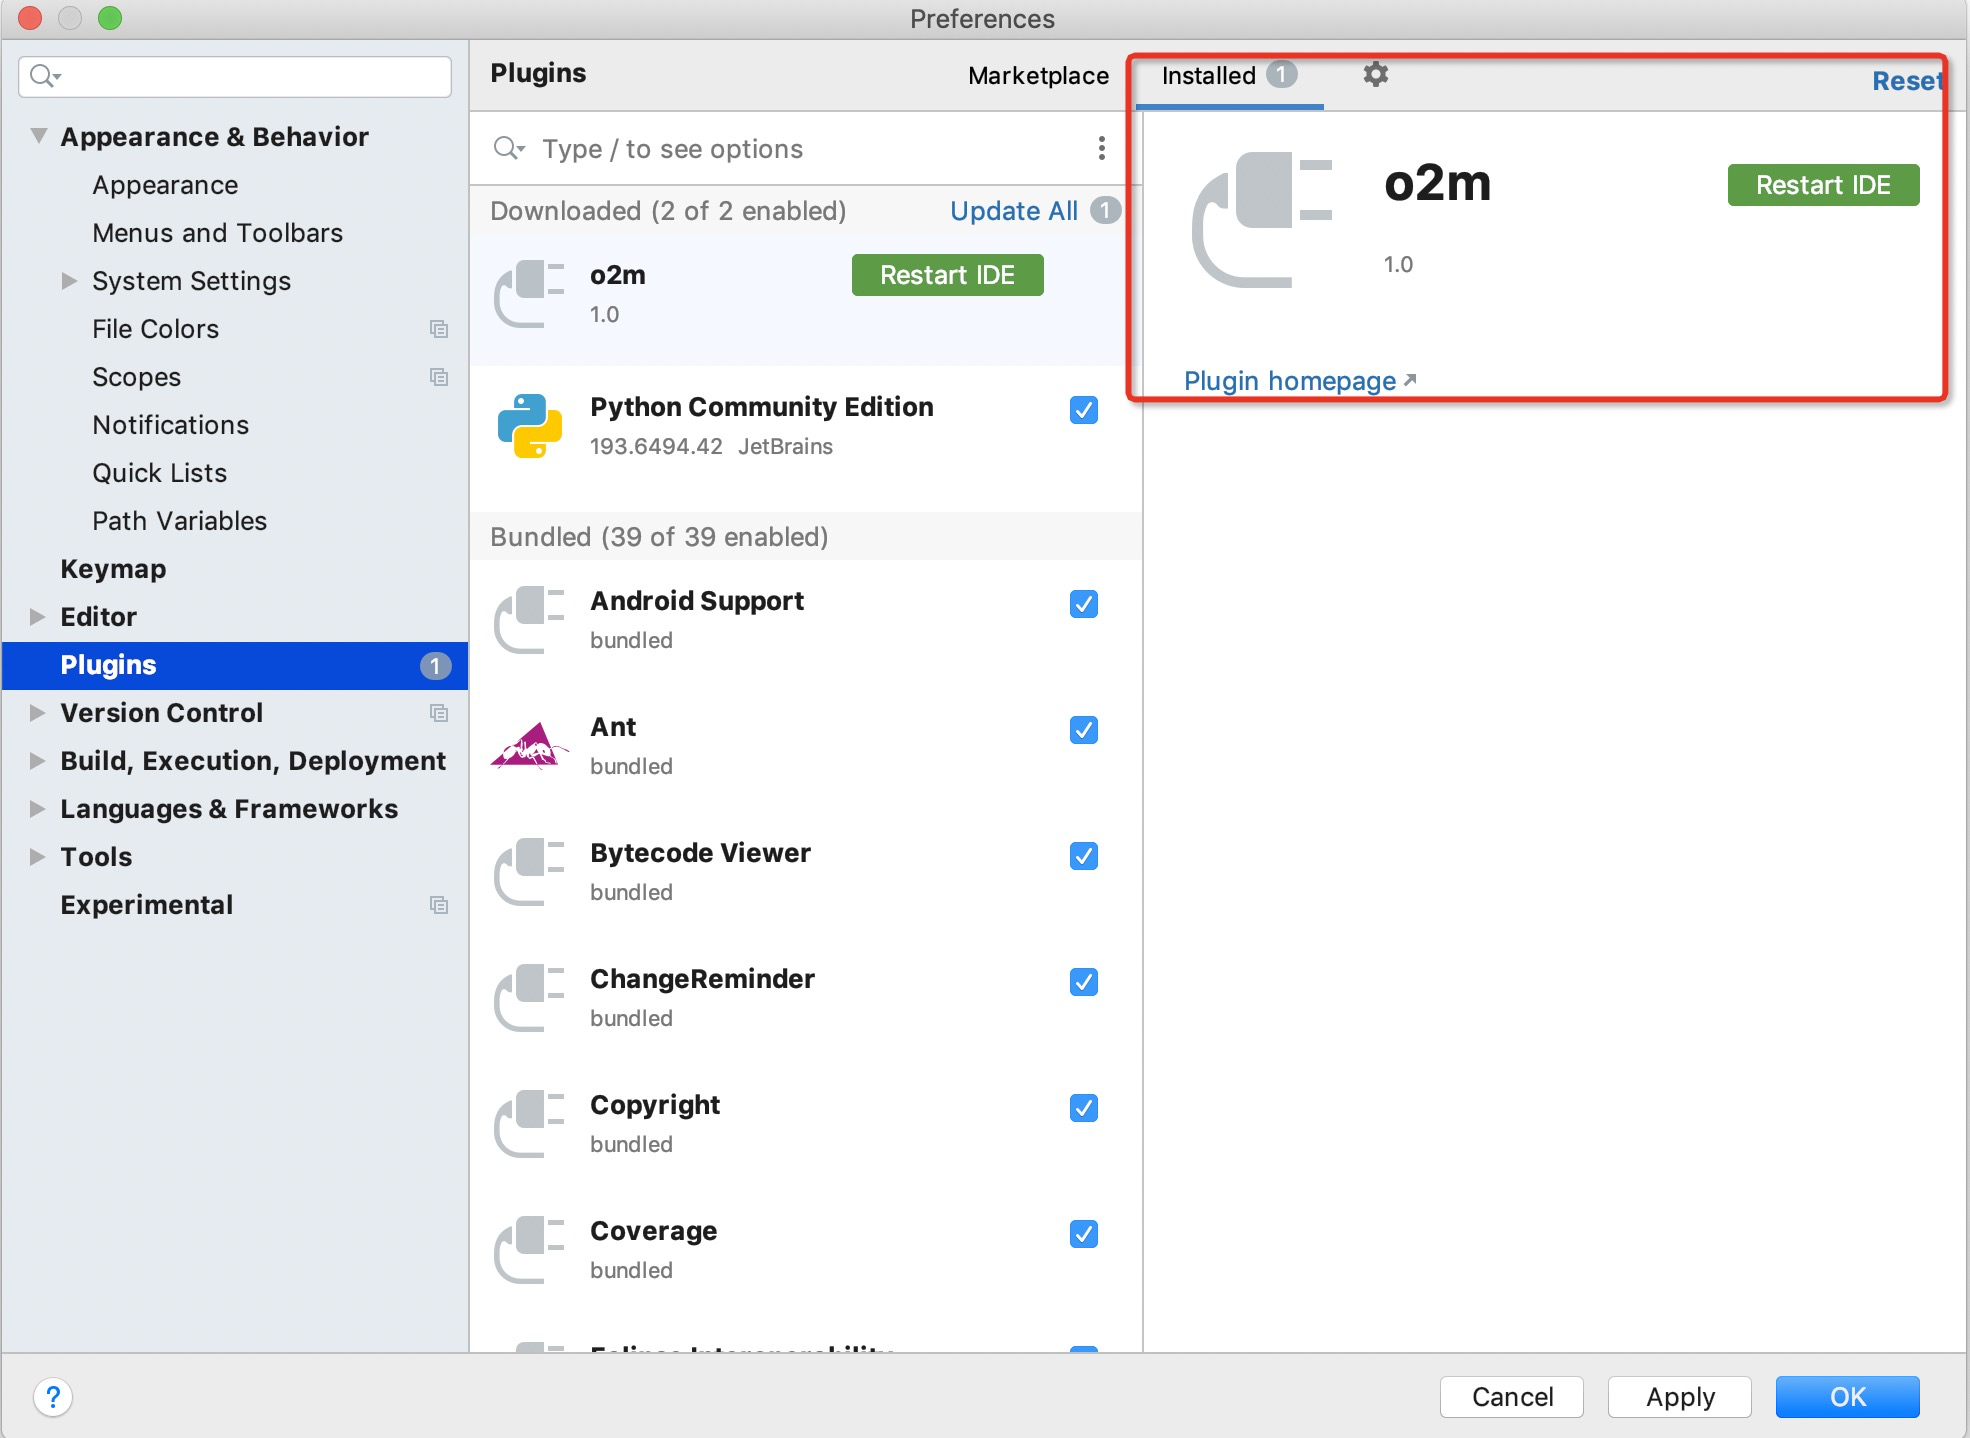 Preferences
Appearance & Behavior
Appearance
Menus and Toolbars
System Settings
File Colors
Scopes
Notifications
Quick Lists
Path Variables
Keymap
Editor
Plugins 1
Version Control
Build, Execution, Deployment
Languages & Frameworks
Tools
Experimental
Plugins Marketplace Installed 1 Reset
Type / to see options
Downloaded (2 of 2 enabled) Update All 1
o2m Restart IDE
1.0
Python Community Edition
193.6494.42 JetBrains
Bundled (39 of 39 enabled)
Android Support
bundled
Ant
bundled
Bytecode Viewer
bundled
ChangeReminder
bundled
Copyright
bundled
Coverage
bundled
Eclipse Interoperability
o2m Restart IDE
1.0
Plugin homepage
? Cancel Apply OK